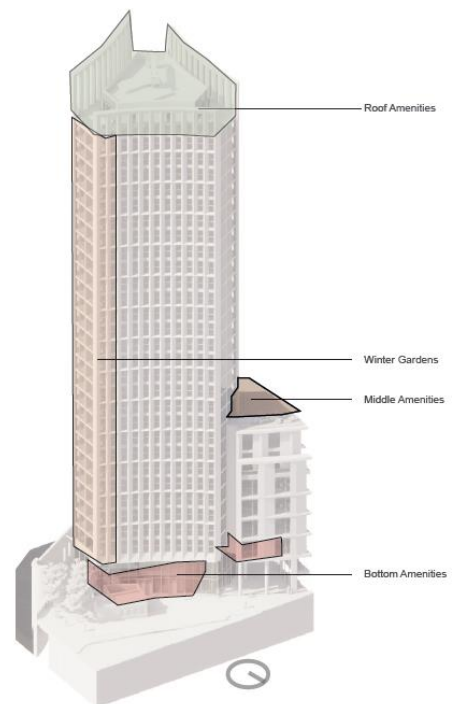 Roof Amenities
Winter Gardens
Middle Amenities
Bottom Amenities